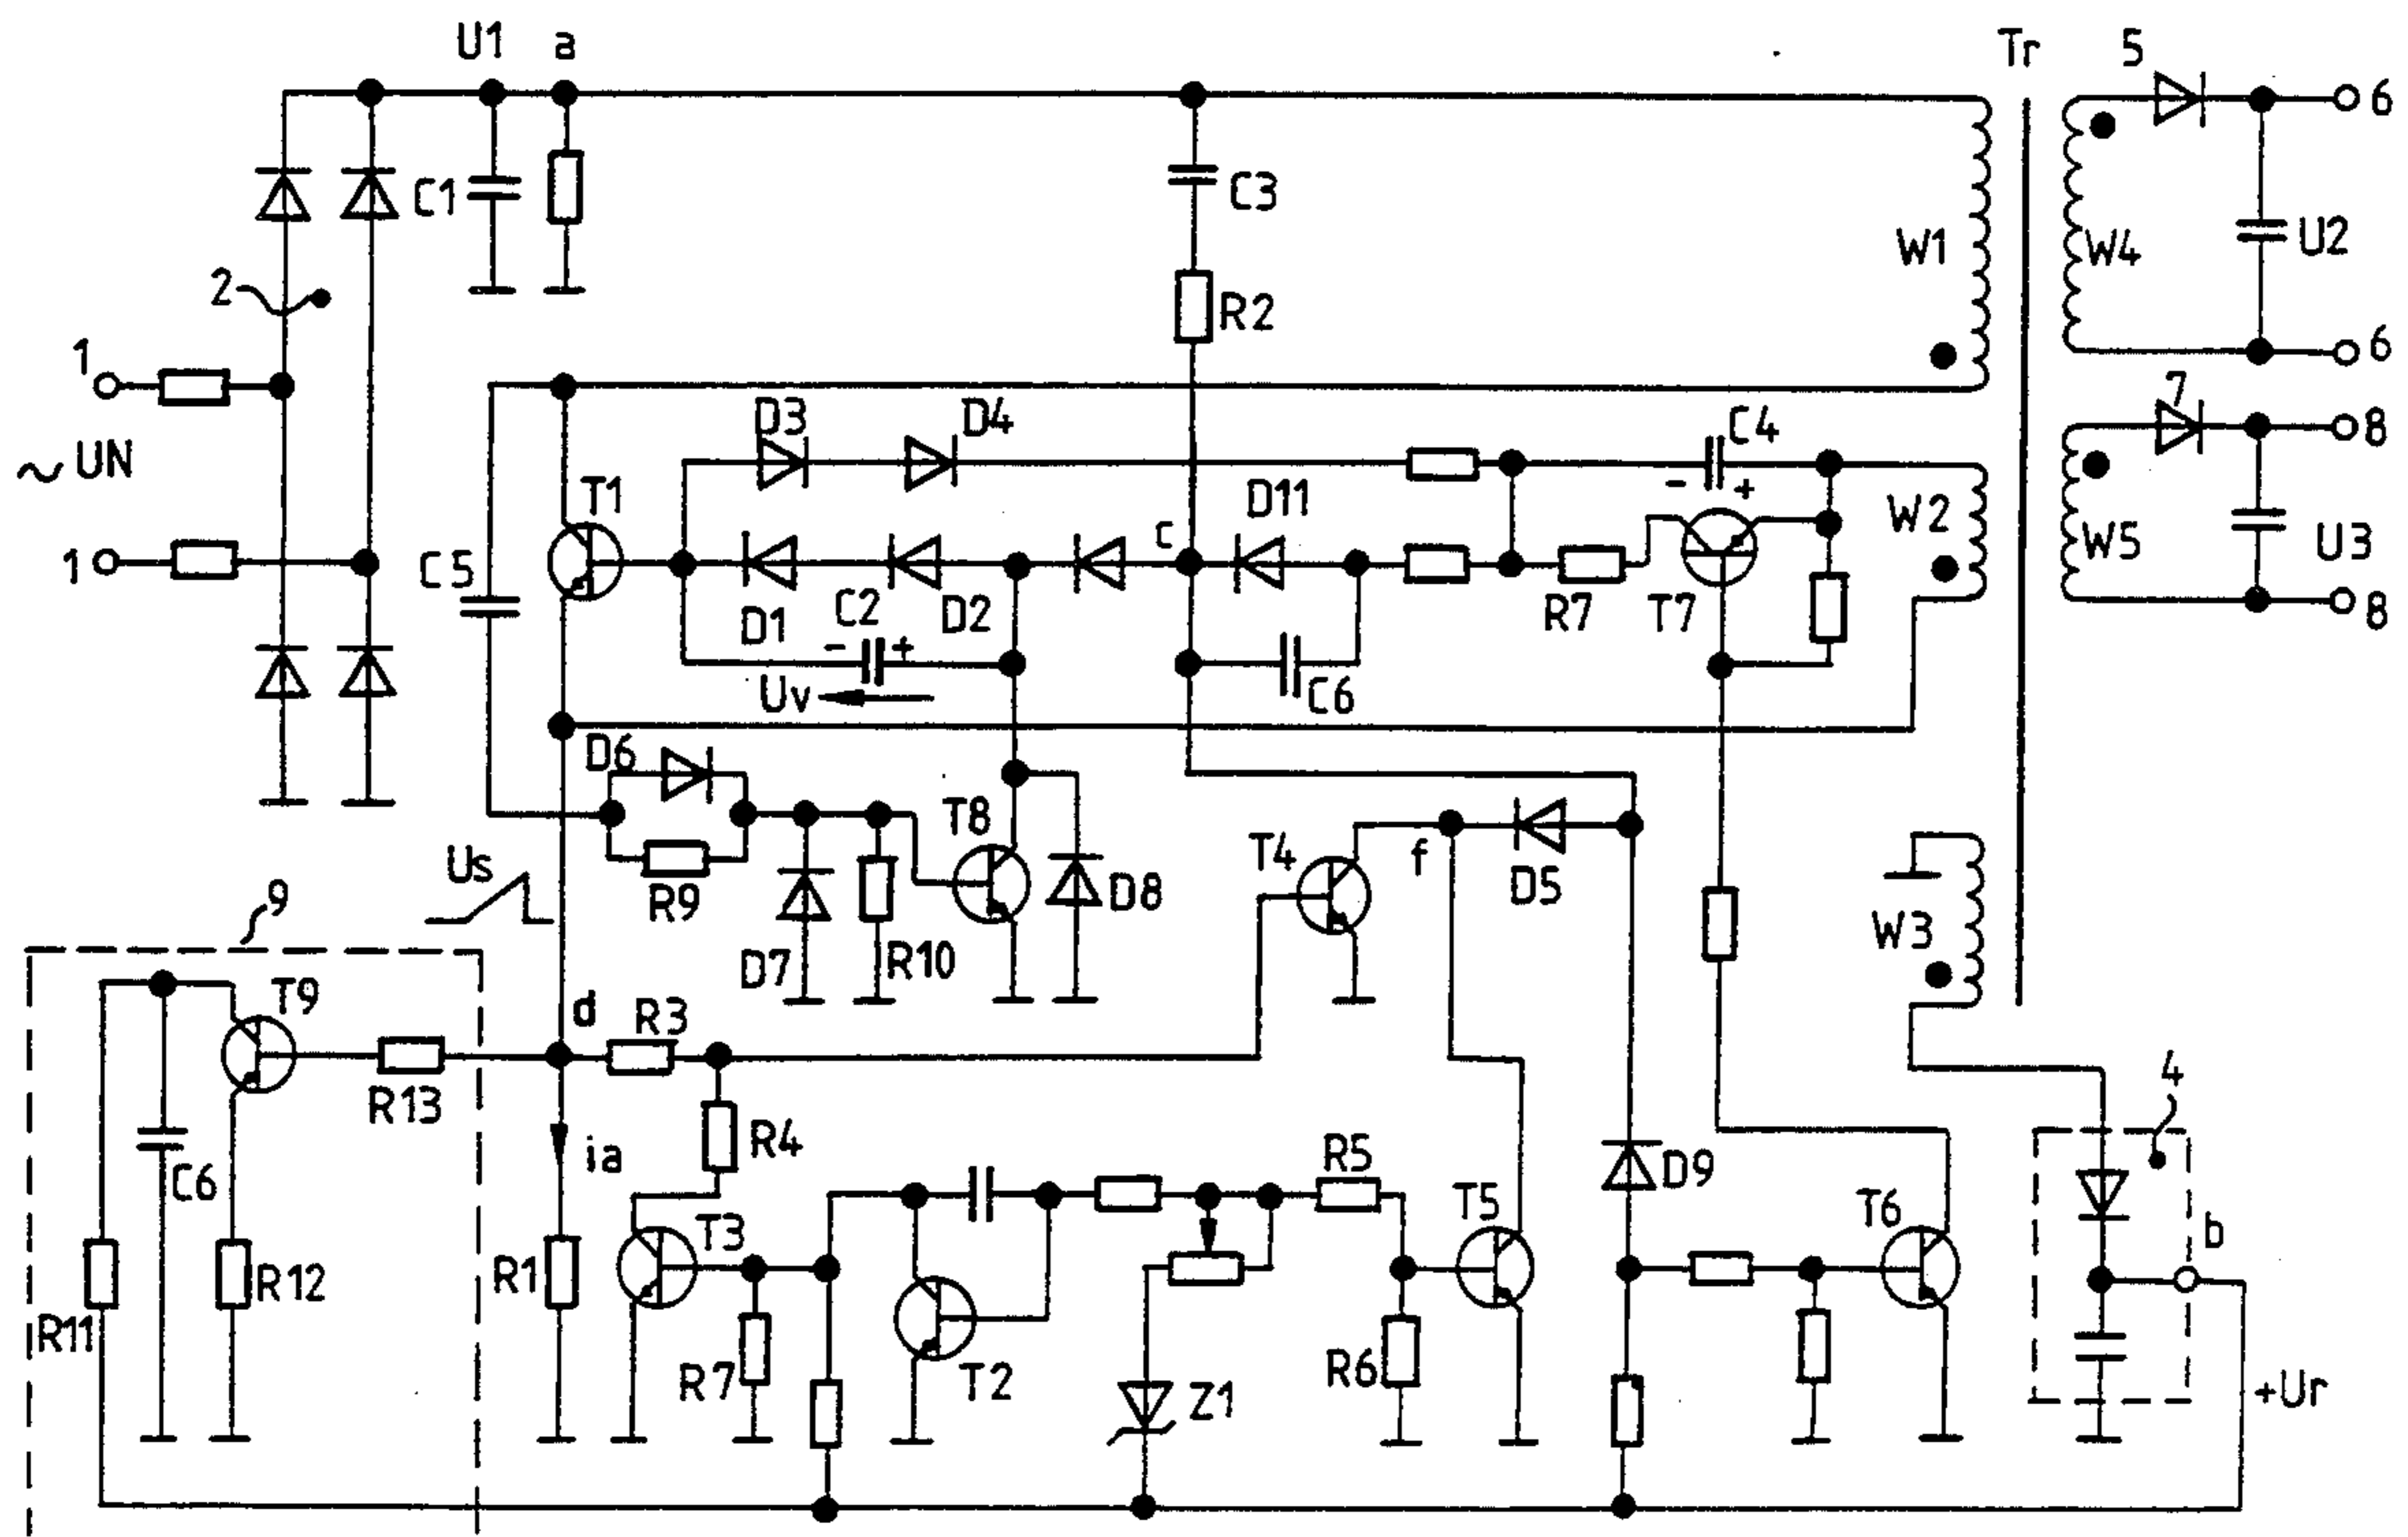 U1 a Tr 5
6
C1 C3
W1 W4 U2
2 R2
1 6
7
D3 D4 C4 8
~ UN
T1 D11 - + W2
1 c W5 U3
C5 D1 C2 D2 R7 T7 8
- +
Uv C6
D6
T8
Us T4 f D5
9 R9 D8
W3
D7 R10
T9 d R3
4
R13 ia R4 R5
C6 D9
T3 T5 T6 b
R1
R12
R11 R7 T2 Z1 R6 +Ur